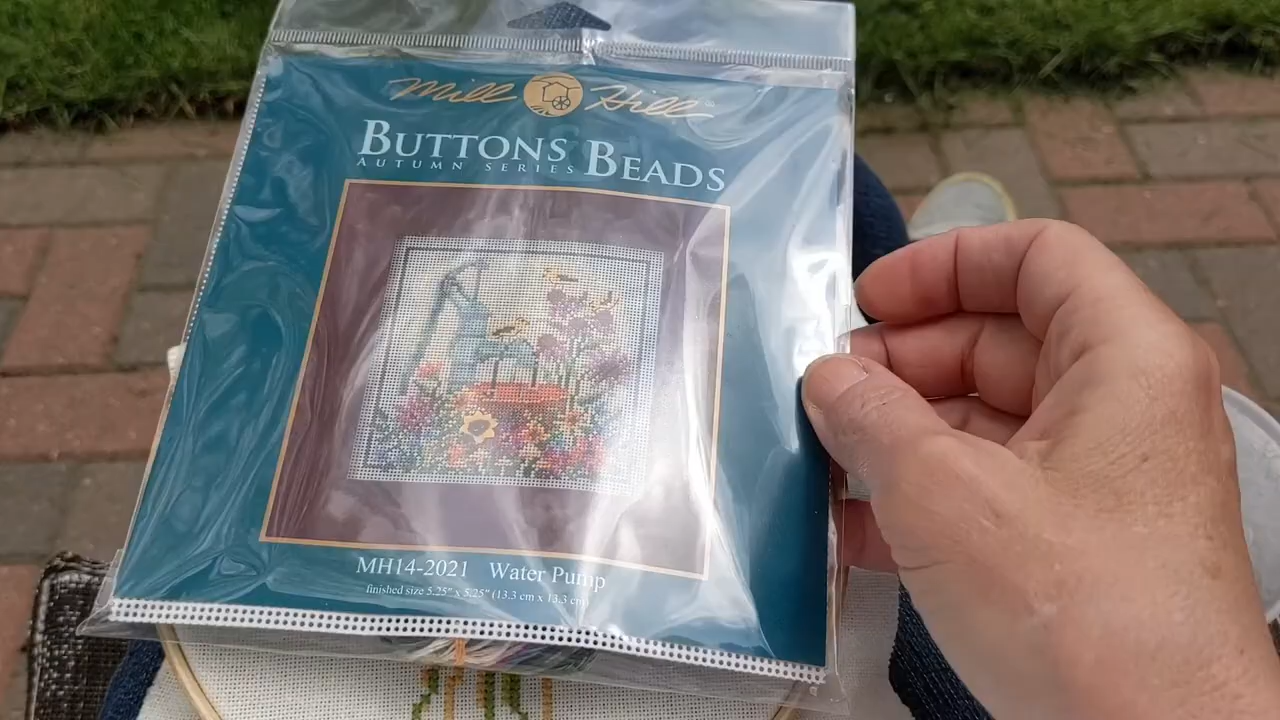 Mill Hill
BUTTONS BEADS
AUTUMN SERIES
MH14-2021 Water Pump
finished size 5.25" x 5.25" (13.3 cm x 13.3 cm)